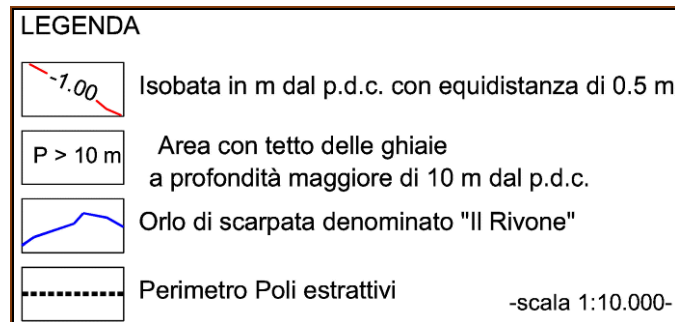 LEGENDA
-1.00
Isobata in m dal p.d.c. con equidistanza di 0.5 m
P > 10 m
Area con tetto delle ghiaie
a profondità maggiore di 10 m dal p.d.c.
Orlo di scarpata denominato "Il Rivone"
Perimetro Poli estrattivi
-scala 1:10.000-